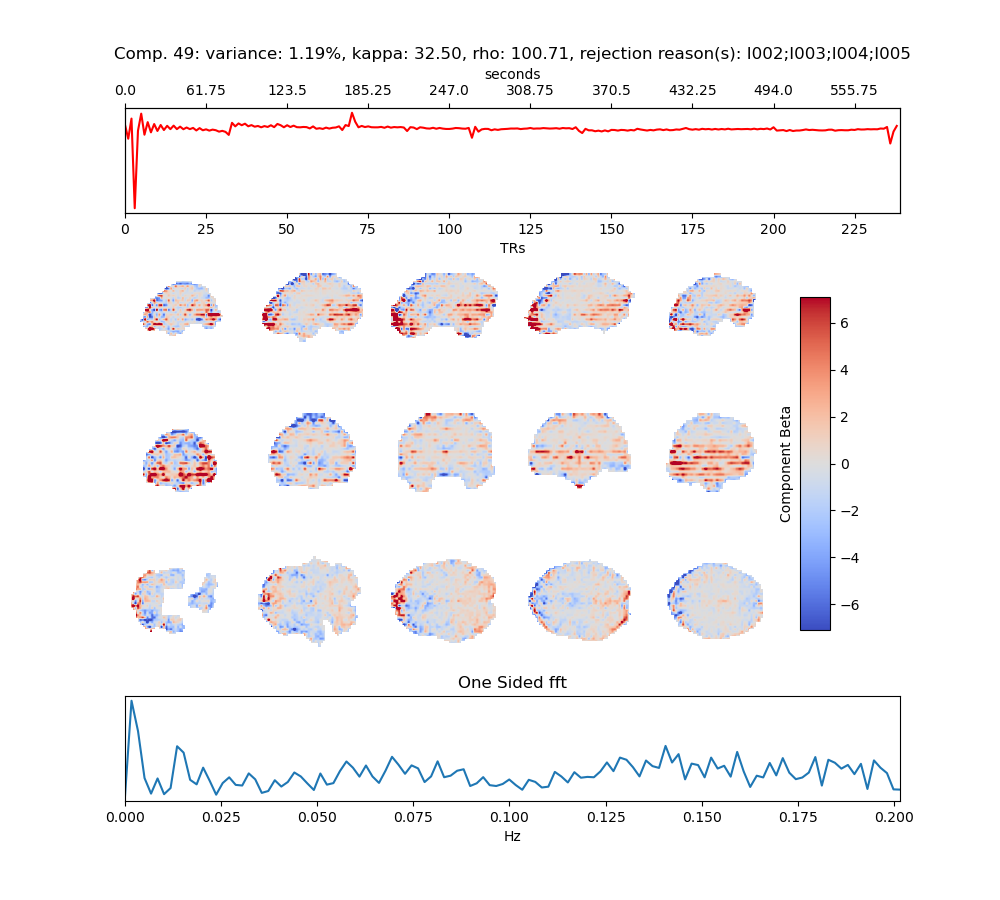 Comp. 49: variance: 1.19%, kappa: 32.50, rho: 100.71, rejection reason(s): I002;I003;I004;I005
seconds
0.0 61.75 123.5 185.25 247.0 308.75 370.5 432.25 494.0 555.75
0 25 50 75 100 125 150 175 200 225
TRs
6
4
2
0
−2
−4
−6
Component Beta
One Sided fft
0.000 0.025 0.050 0.075 0.100 0.125 0.150 0.175 0.200
Hz